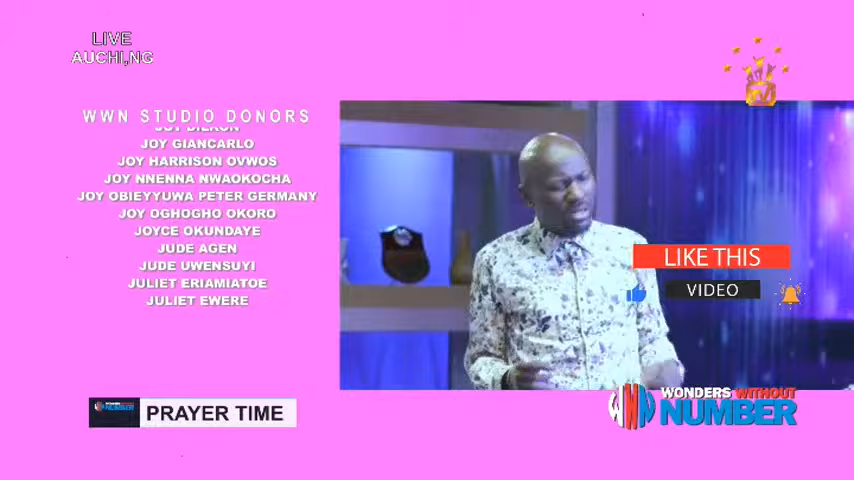 LIVE
AUCHI,NG
WWN STUDIO DONORS
JOY GIANCARLO
JOY HARRISON OVWOS
JOY NNENNA NWAOKOCHA
JOY OBIEYYUWA PETER GERMANY
JOY OGHOGHO OKORO
JOYCE OKUNDAYE
JUDE AGEN
JUDE UWENSUYI
JULIET ERIAMIATOE
JULIET EWERE
LIKE THIS
VIDEO
PRAYER TIME
WWN WONDERS WITHOUT
NUMBER